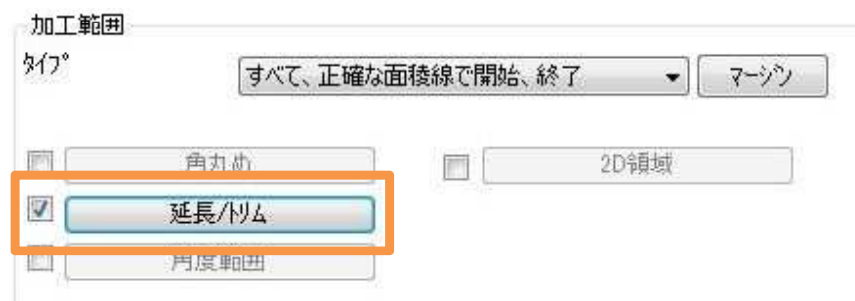 加工範囲
ﾀｲﾌﾟ すべて、正確な面稜線で開始、終了 マージン
角丸め 2D領域
延長/トリム
角度範囲